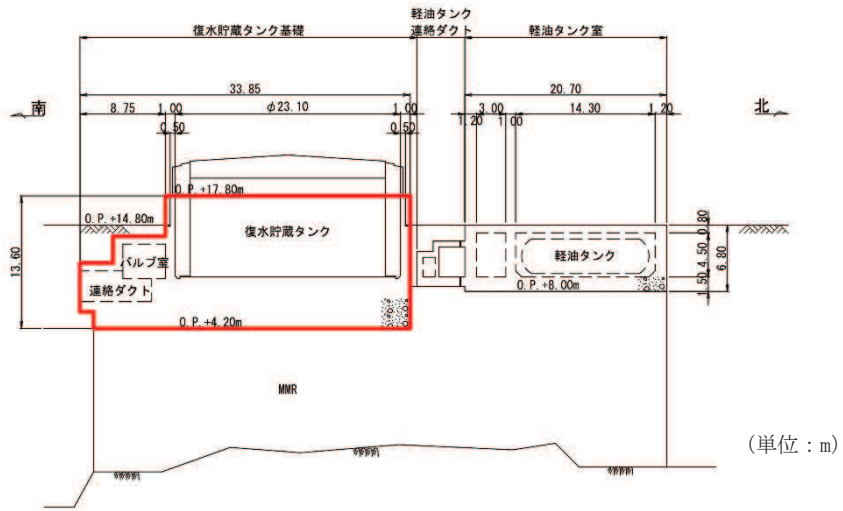 軽油タンク
復水貯蔵タンク基礎
連絡ダクト
軽油タンク室
33.85
20.70
南
8.75
1.00
φ23.10
1.00
3.00
14.30
1.20
北
0.50
0.50
1.20
1.00
O.P.+17.80m
O.P.+14.80m
0.80
復水貯蔵タンク
13.60
バルブ室
軽油タンク
4.50
6.80
連絡ダクト
O.P.+8.00m
1.50
O.P.+4.20m
MMR
(単位：m)